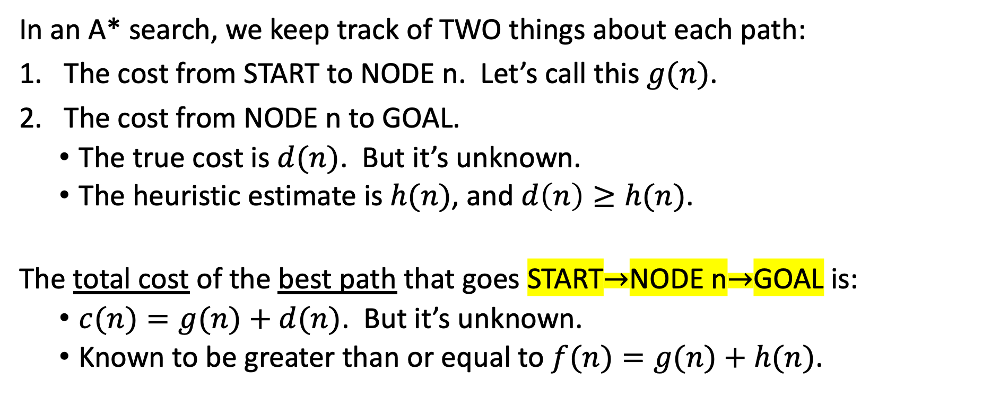 In an A* search, we keep track of TWO things about each path:
1. The cost from START to NODE n. Let’s call this g(n).
2. The cost from NODE n to GOAL.
• The true cost is d(n). But it’s unknown.
• The heuristic estimate is h(n), and d(n) ≥ h(n).
The total cost of the best path that goes START→NODE n→GOAL is:
• c(n) = g(n) + d(n). But it’s unknown.
• Known to be greater than or equal to f(n) = g(n) + h(n).